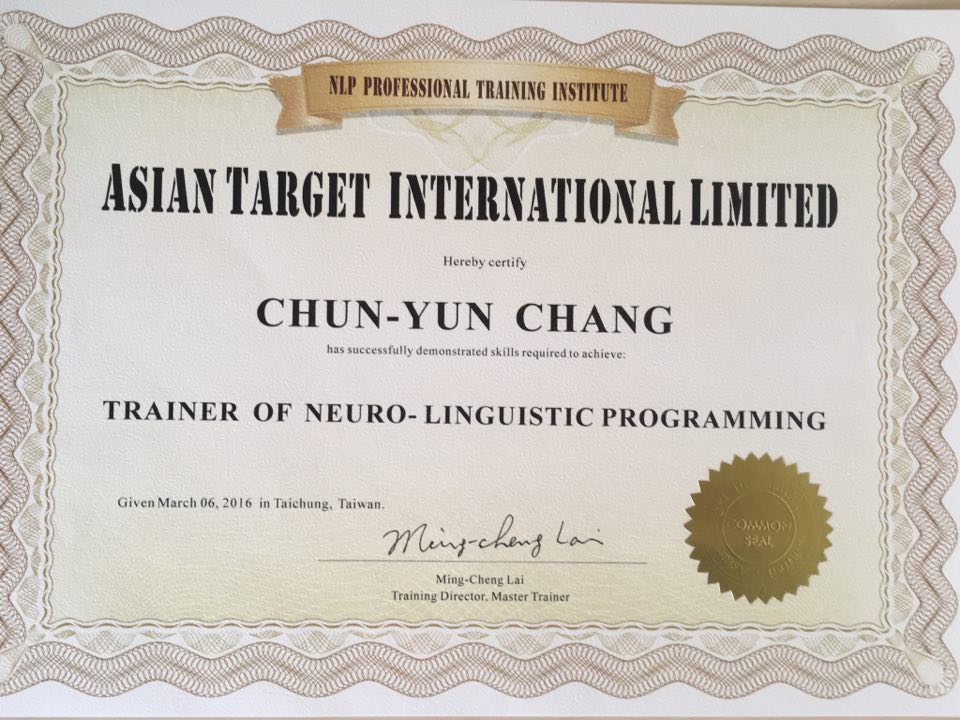 NLP PROFESSIONAL TRAINING INSTITUTE
ASIAN TARGET INTERNATIONAL LIMITED
Hereby certify
CHUN-YUN CHANG
has successfully demonstrated skills required to achieve:
TRAINER OF NEURO- LINGUISTIC PROGRAMMING
Given March 06, 2016 in Taichung, Taiwan.
Ming-cheng Lai
Ming-Cheng Lai
Training Director, Master Trainer
COMMON
SEAL